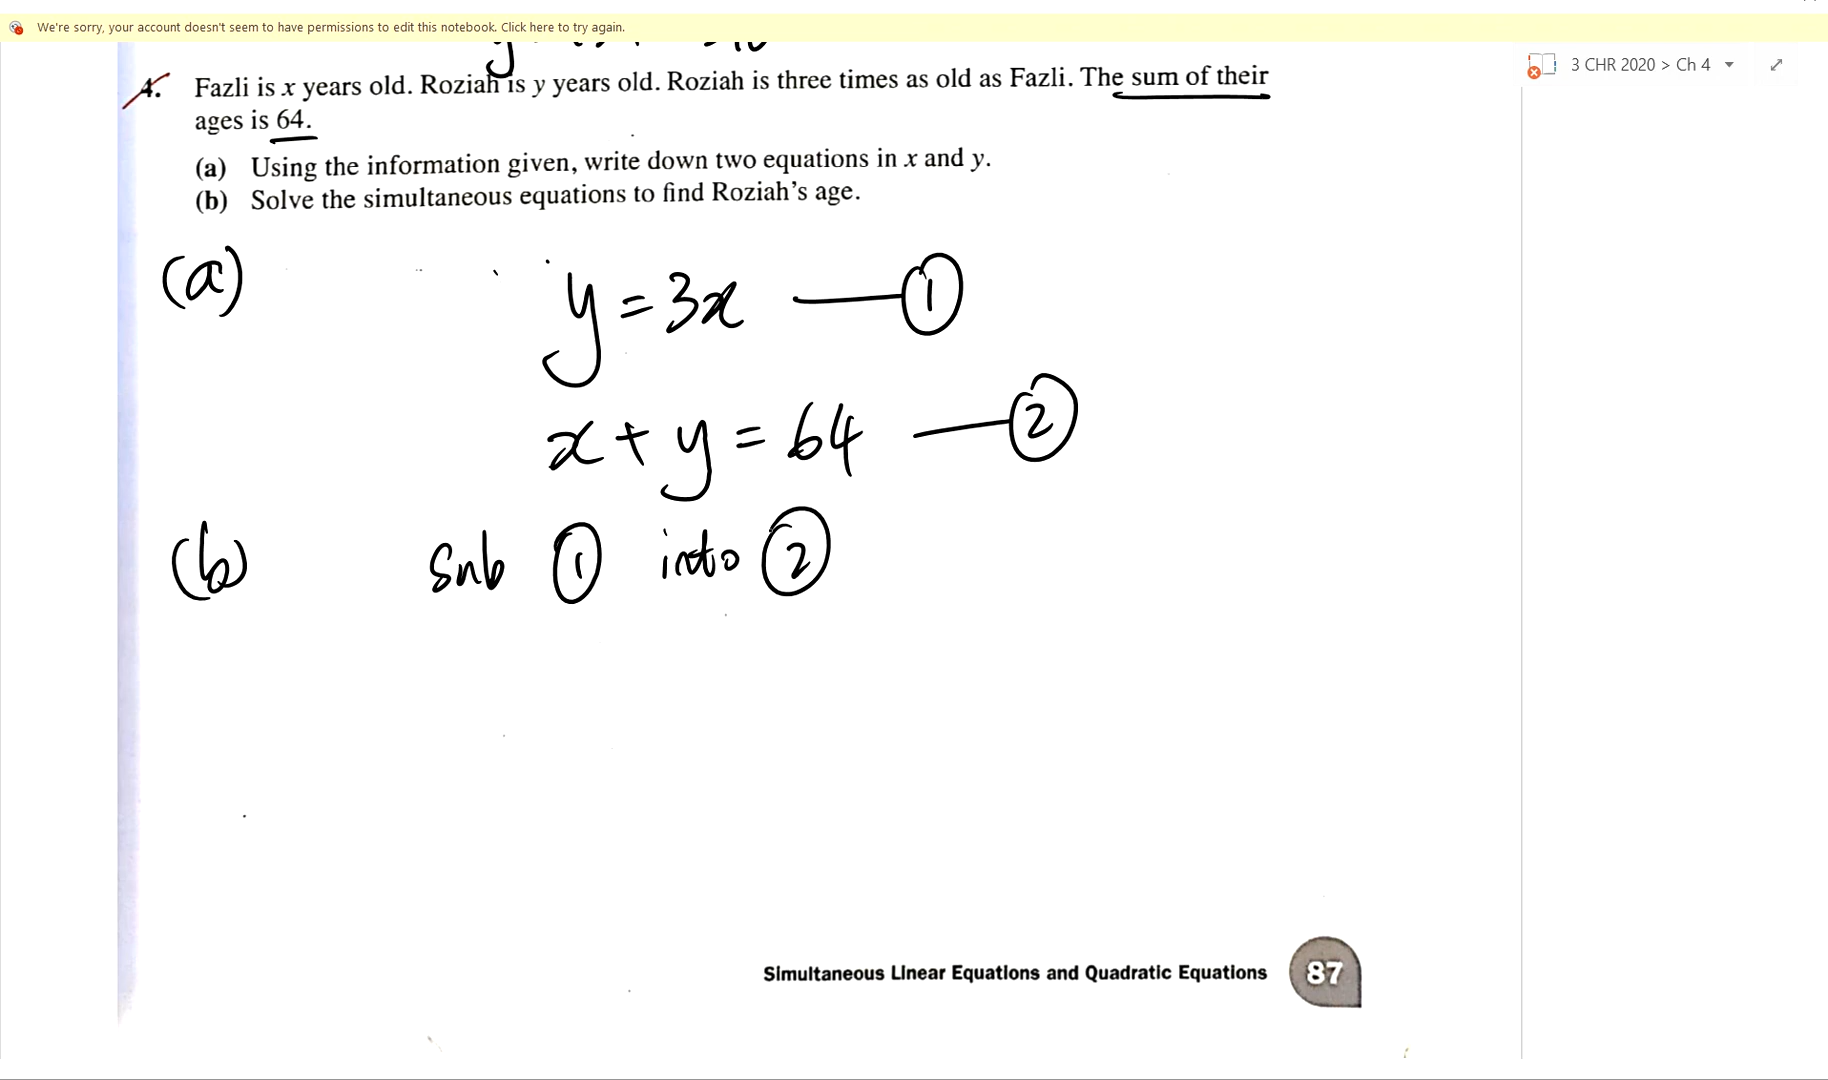 We're sorry, your account doesn't seem to have permissions to edit this notebook. Click here to try again.
3 CHR 2020 > Ch 4
4. Fazli is x years old. Roziah is y years old. Roziah is three times as old as Fazli. The sum of their
ages is 64.
(a) Using the information given, write down two equations in x and y.
(b) Solve the simultaneous equations to find Roziah's age.
(a)
y = 3x — ①
x + y = 64 — ②
(b) sub ① into ②
Simultaneous Linear Equations and Quadratic Equations 87